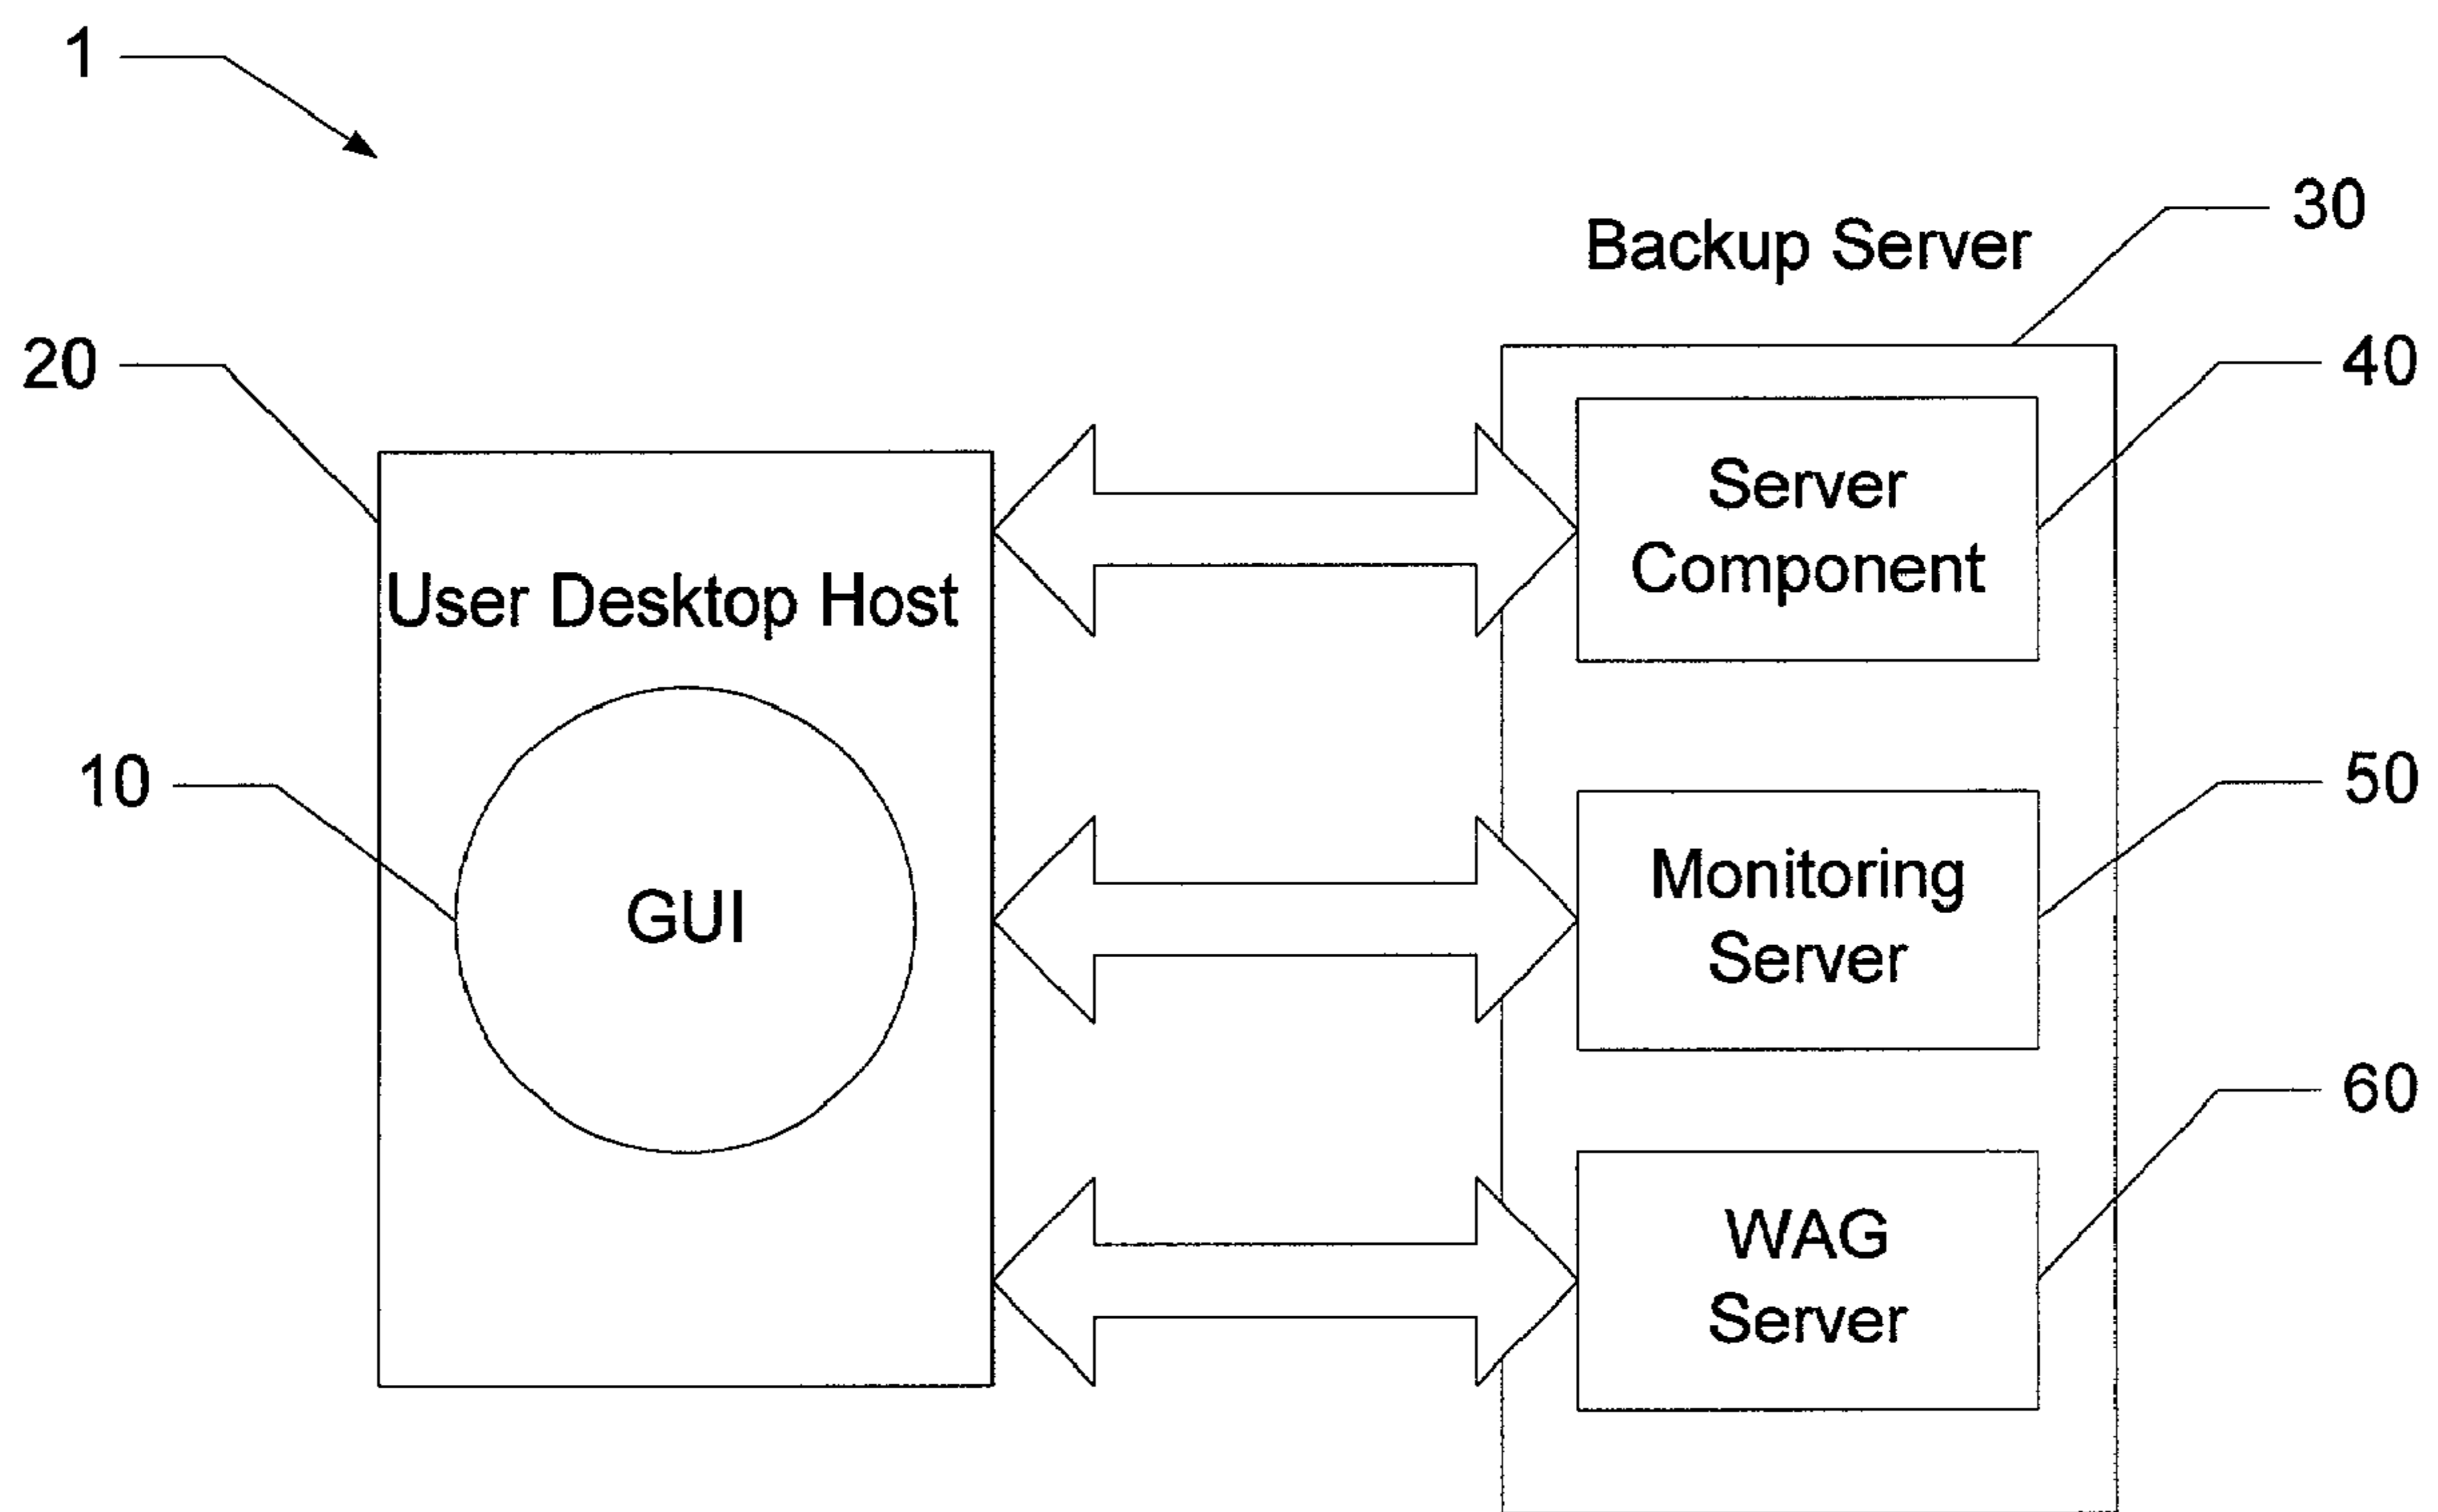 1
30
Backup Server
20
40
Server
Component
User Desktop Host
10
50
GUI
Monitoring
Server
60
WAG
Server